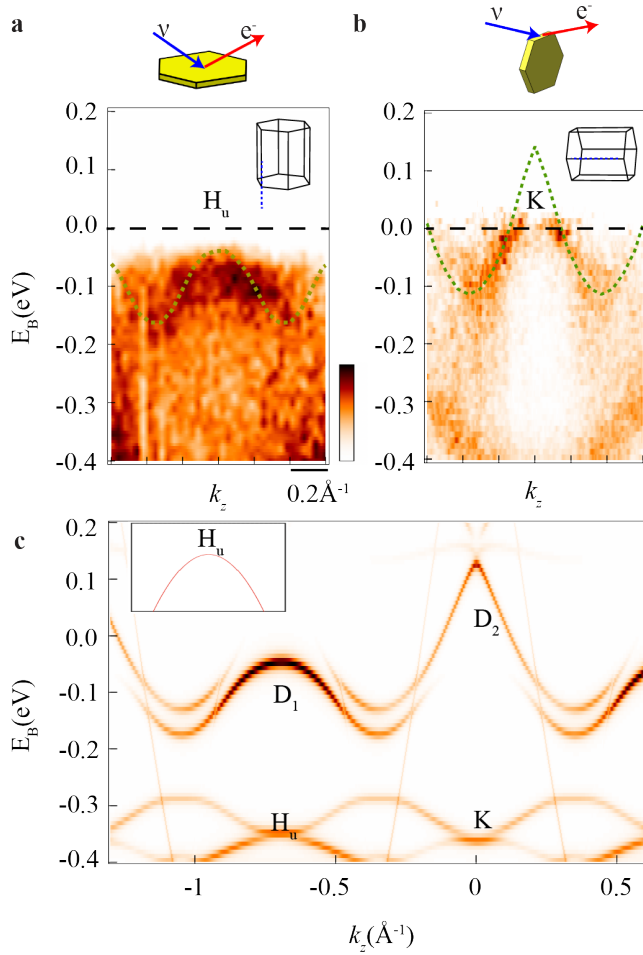 a
ν
e-
b
ν
e-
0.2
0.1
0.0
-0.1
-0.2
-0.3
-0.4
E_B(eV)
H_u
k_z
0.2Å-1
0.2
0.1
0.0
-0.1
-0.2
-0.3
-0.4
K
k_z
c
0.2
0.1
0.0
-0.1
-0.2
-0.3
-0.4
E_B(eV)
H_u
D_2
D_1
H_u
K
-1
-0.5
0
0.5
k_z(Å-1)